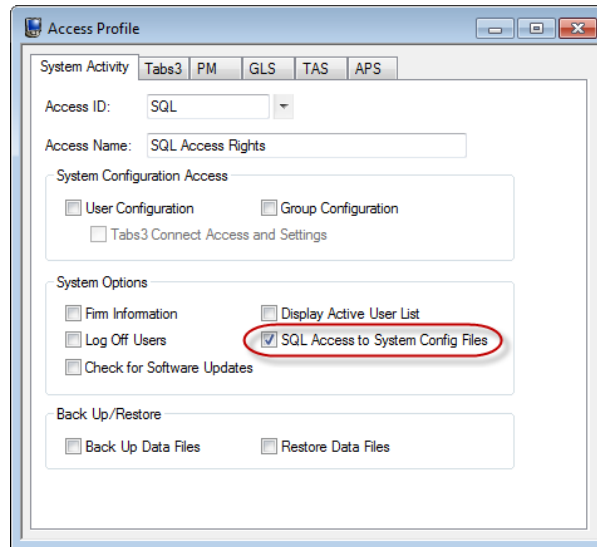 Access Profile
System Activity Tabs3 PM GLS TAS APS
Access ID: SQL
Access Name: SQL Access Rights
System Configuration Access
User Configuration Group Configuration
Tabs3 Connect Access and Settings
System Options
Firm Information Display Active User List
Log Off Users SQL Access to System Config Files
Check for Software Updates
Back Up/Restore
Back Up Data Files Restore Data Files